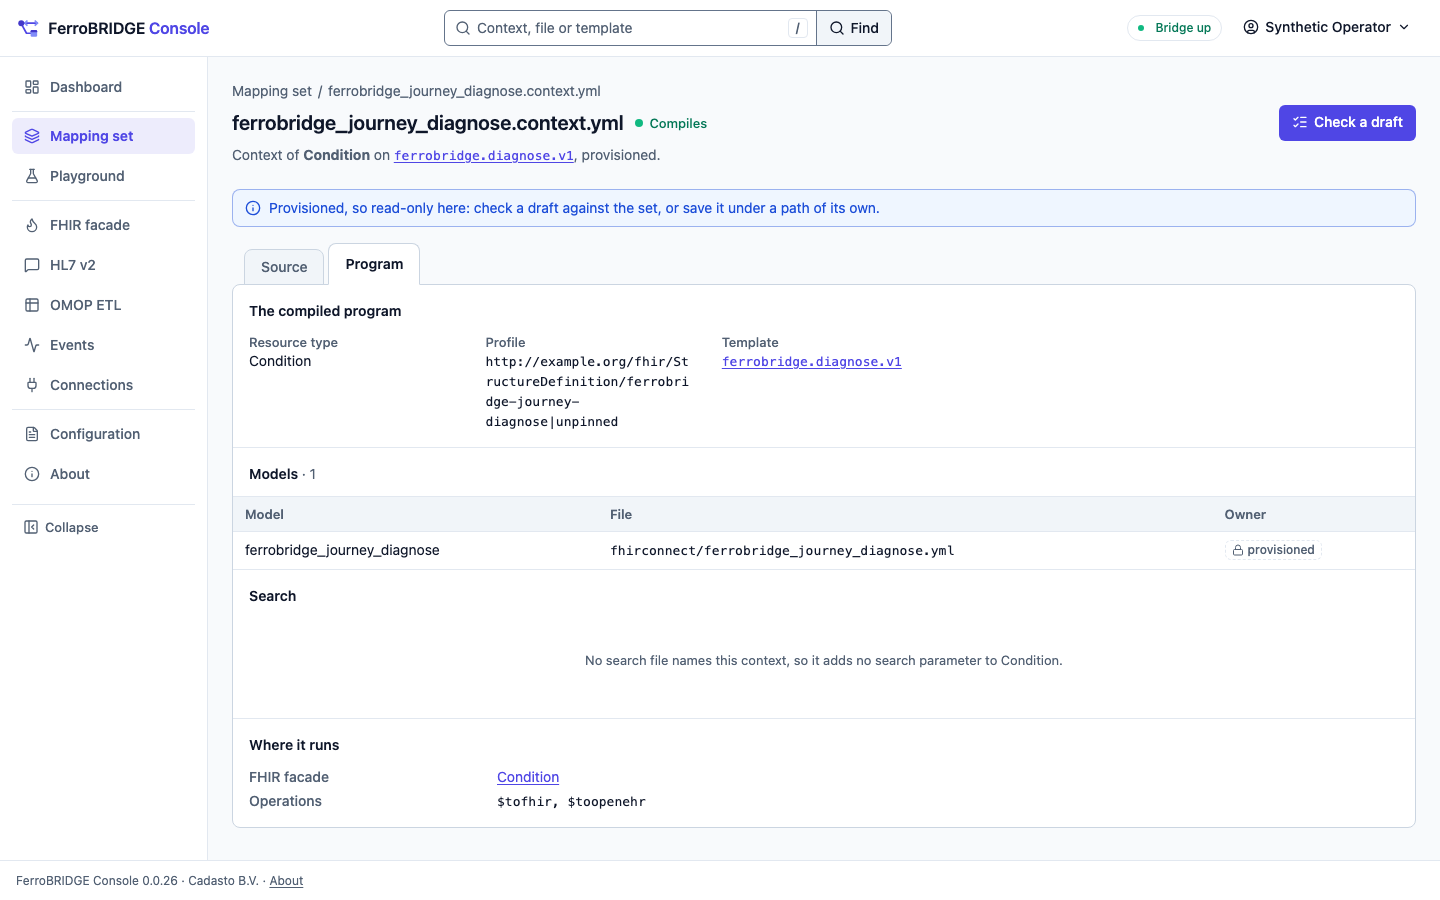 FerroBRIDGE Console
Context, file or template
/
Find
Bridge up
Synthetic Operator
Dashboard
Mapping set
Playground
FHIR facade
HL7 v2
OMOP ETL
Events
Connections
Configuration
About
Collapse
Mapping set / ferrobridge_journey_diagnose.context.yml
ferrobridge_journey_diagnose.context.yml
Compiles
Check a draft
Context of Condition on ferrobridge.diagnose.v1, provisioned.
Provisioned, so read-only here: check a draft against the set, or save it under a path of its own.
Source
Program
The compiled program
Resource type
Condition
Profile
http://example.org/fhir/St
ructureDefinition/ferrobri
dge-journey-
diagnose|unpinned
Template
ferrobridge.diagnose.v1
Models · 1
Model File Owner
ferrobridge_journey_diagnose fhirconnect/ferrobridge_journey_diagnose.yml provisioned
Search
No search file names this context, so it adds no search parameter to Condition.
Where it runs
FHIR facade Condition
Operations $tofhir, $toopenehr
FerroBRIDGE Console 0.0.26 · Cadasto B.V. · About